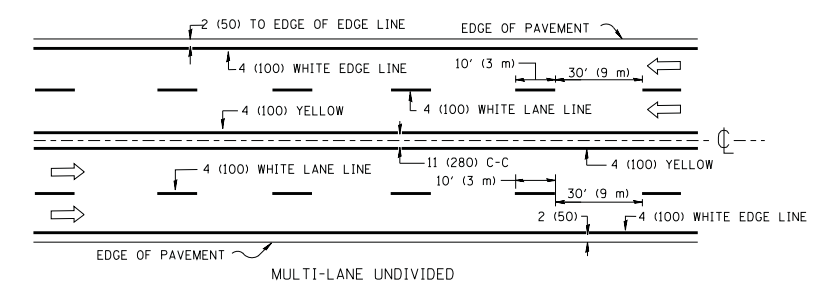 2 (50) TO EDGE OF EDGE LINE
EDGE OF PAVEMENT
4 (100) WHITE EDGE LINE
10' (3 m)
30' (9 m)
4 (100) YELLOW
4 (100) WHITE LANE LINE
℄
4 (100) WHITE LANE LINE
11 (280) C-C
4 (100) YELLOW
10' (3 m)
30' (9 m)
2 (50)
4 (100) WHITE EDGE LINE
EDGE OF PAVEMENT
MULTI-LANE UNDIVIDED